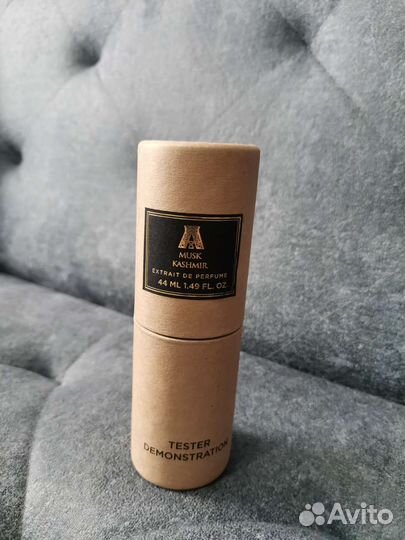 MUSK
KASHMIR
EXTRAIT DE PERFUME
44 ML 1.49 FL. OZ
TESTER
DEMONSTRATION
Avito